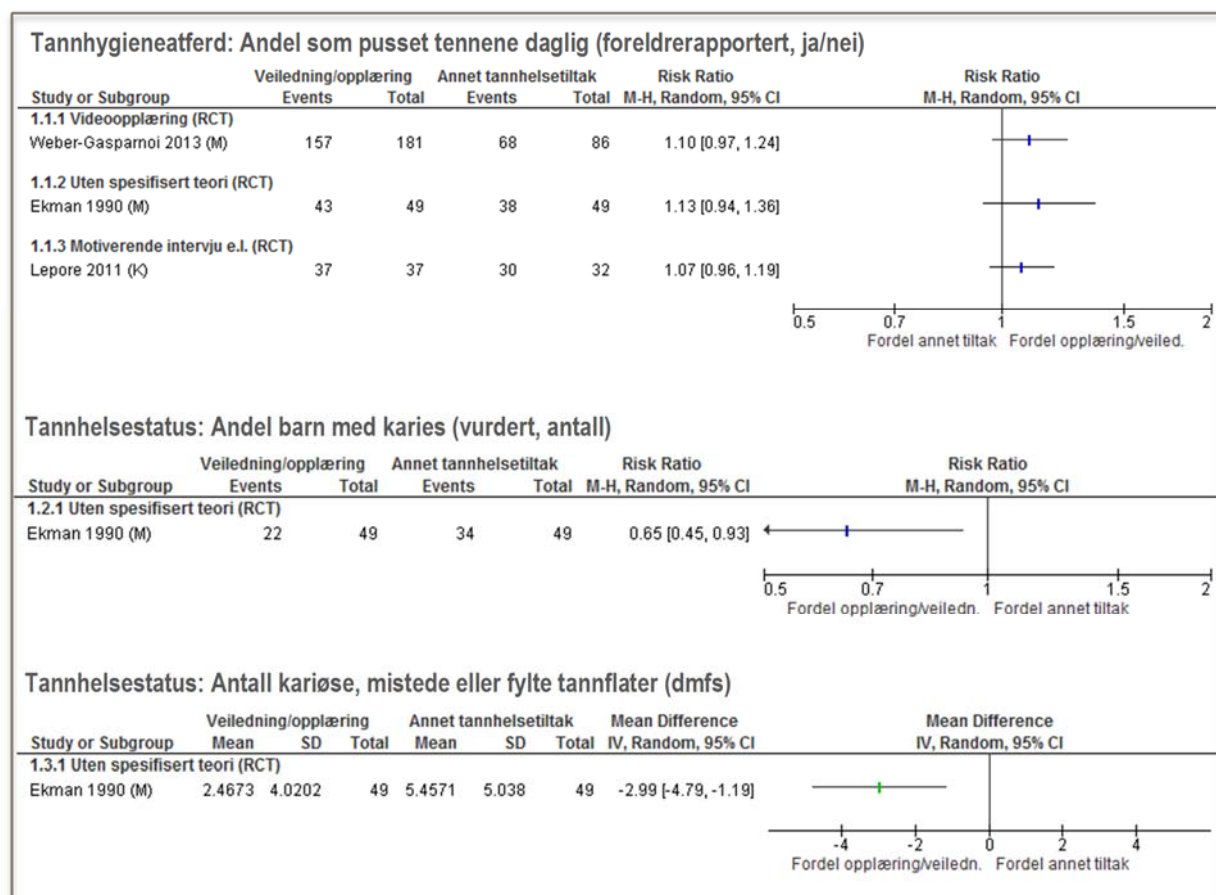 Tannhygieneatferd: Andel som pusset tennene daglig (foreldrerapportert, ja/nei)
Veiledning/opplæring Annet tannhelsetiltak Risk Ratio Risk Ratio
Study or Subgroup Events Total Events Total M-H, Random, 95% CI M-H, Random, 95% CI
1.1.1 Videoopplæring (RCT)
Weber-Gasparnoi 2013 (M) 157 181 68 86 1.10 [0.97, 1.24]
1.1.2 Uten spesifisert teori (RCT)
Ekman 1990 (M) 43 49 38 49 1.13 [0.94, 1.36]
1.1.3 Motiverende intervju e.l. (RCT)
Lepore 2011 (K) 37 37 30 32 1.07 [0.96, 1.19]
0.5 0.7 1 1.5 2
Fordel annet tiltak Fordel opplæring/veiled.
Tannhelsestatus: Andel barn med karies (vurdert, antall)
Veiledning/opplæring Annet tannhelsetiltak Risk Ratio Risk Ratio
Study or Subgroup Events Total Events Total M-H, Random, 95% CI M-H, Random, 95% CI
1.2.1 Uten spesifisert teori (RCT)
Ekman 1990 (M) 22 49 34 49 0.65 [0.45, 0.93]
0.5 0.7 1 1.5 2
Fordel opplæring/veiledn. Fordel annet tiltak
Tannhelsestatus: Antall kariøse, mistede eller fylte tannflater (dmfs)
Veiledning/opplæring Annet tannhelsetiltak Mean Difference Mean Difference
Study or Subgroup Mean SD Total Mean SD Total IV, Random, 95% CI IV, Random, 95% CI
1.3.1 Uten spesifisert teori (RCT)
Ekman 1990 (M) 2.4673 4.0202 49 5.4571 5.038 49 -2.99 [-4.79, -1.19]
-4 -2 0 2 4
Fordel opplæring/veiledn. Fordel annet tiltak